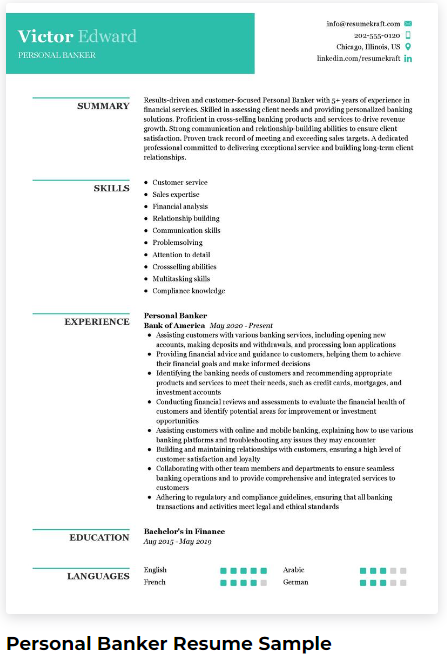 Victor Edward
PERSONAL BANKER
info@resumekraft.com
202-555-0120
Chicago, Illinois, US
linkedin.com/resumekraft
SUMMARY
Results-driven and customer-focused Personal Banker with 5+ years of experience in
financial services. Skilled in assessing client needs and providing personalized banking
solutions. Proficient in cross-selling banking products and services to drive revenue
growth. Strong communication and relationship-building abilities to ensure client
satisfaction. Proven track record of meeting and exceeding sales targets. A dedicated
professional committed to delivering exceptional service and building long-term client
relationships.
SKILLS
• Customer service
• Sales expertise
• Financial analysis
• Relationship building
• Communication skills
• Problemsolving
• Attention to detail
• Crossselling abilities
• Multitasking skills
• Compliance knowledge
EXPERIENCE
Personal Banker
Bank of America May 2020 - Present
• Assisting customers with various banking services, including opening new
accounts, making deposits and withdrawals, and processing loan applications
• Providing financial advice and guidance to customers, helping them to achieve
their financial goals and make informed decisions
• Identifying the banking needs of customers and recommending appropriate
products and services to meet their needs, such as credit cards, mortgages, and
investment accounts
• Conducting financial reviews and assessments to evaluate the financial health of
customers and identify potential areas for improvement or investment
opportunities
• Assisting customers with online and mobile banking, explaining how to use various
banking platforms and troubleshooting any issues they may encounter
• Building and maintaining relationships with customers, ensuring a high level of
customer satisfaction and loyalty
• Collaborating with other team members and departments to ensure seamless
banking operations and to provide comprehensive and integrated services to
customers
• Adhering to regulatory and compliance guidelines, ensuring that all banking
transactions and activities meet legal and ethical standards
EDUCATION
Bachelor's in Finance
Aug 2015 - May 2019
LANGUAGES
English
Arabic
French
German
Personal Banker Resume Sample